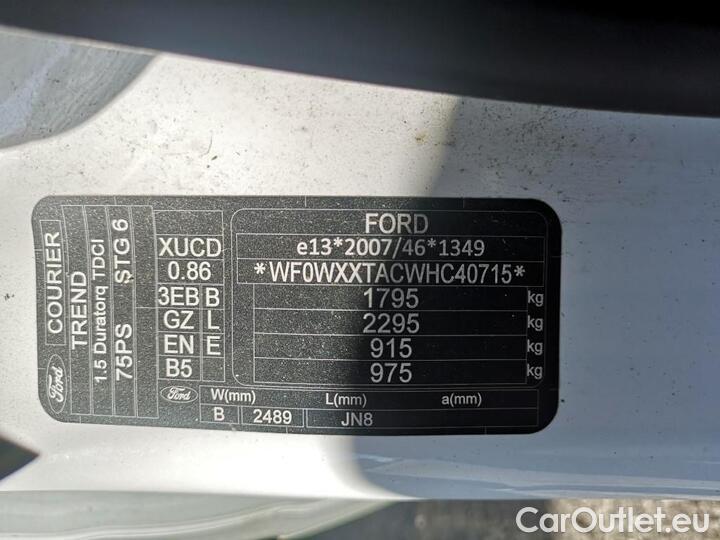 COURIER
TREND
1.5 Duratorq TDCI
75PS STG 6
Ford
XUCD
0.86
3EB B
GZ L
EN E
B5
FORD
e13*2007/46*1349
*WF0WXXTACWHC40715*
1795 kg
2295 kg
915 kg
975 kg
Ford W(mm) L(mm) a(mm)
B 2489 JN8
CarOutlet.eu